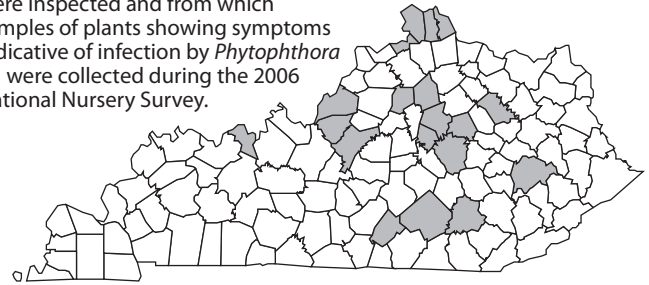 ere inspected and from which
mples of plants showing symptoms
dicative of infection by Phytophthora
were collected during the 2006
ational Nursery Survey.